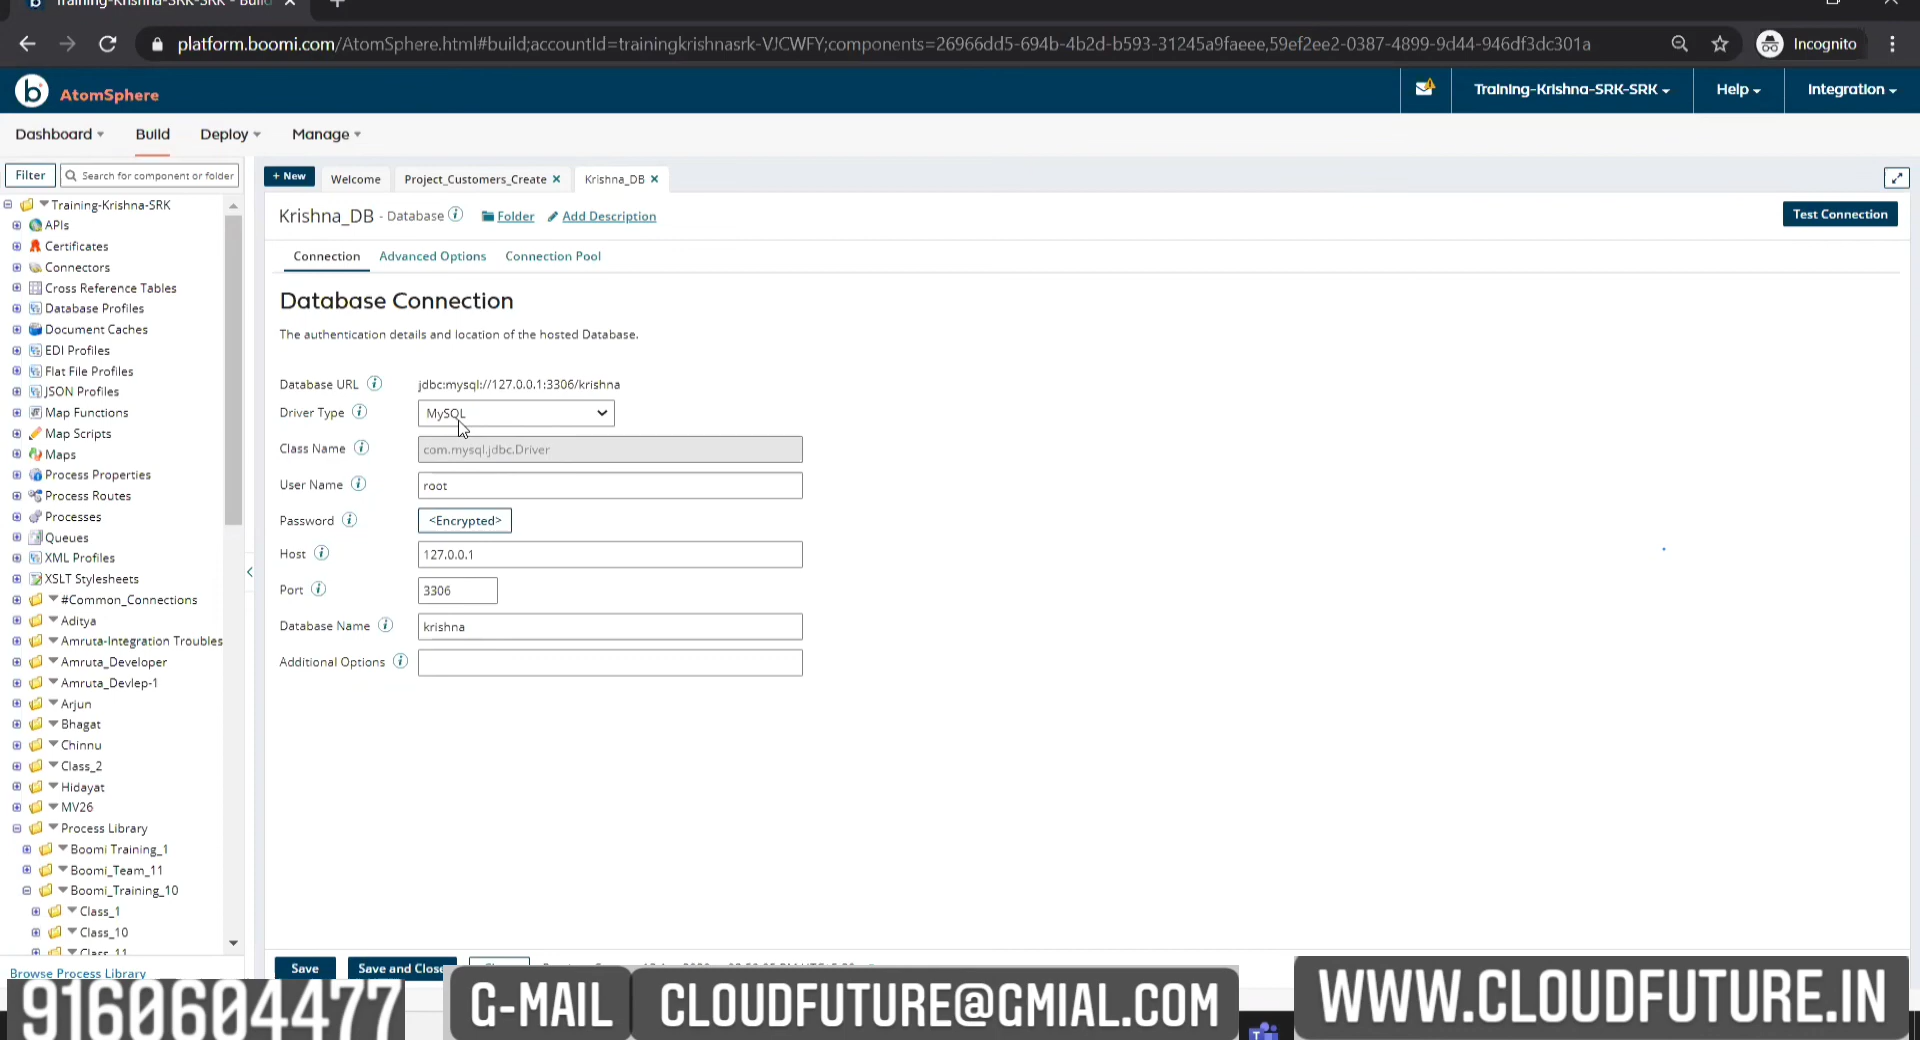 Training-Krishna-SRK-SRK - Build
platform.boomi.com/AtomSphere.html#build;accountId=trainingkrishnasrk-VJCWFY;components=26966dd5-694b-4b2d-b593-31245a9faeee,59ef2ee2-0387-4899-9d44-946df3dc301a
Incognito
b AtomSphere
Training-Krishna-SRK-SRK
Help
Integration
Dashboard
Build
Deploy
Manage
Filter
Search for component or folder
+ New
Welcome
Project_Customers_Create
Krishna_DB
Training-Krishna-SRK
APIs
Certificates
Connectors
Cross Reference Tables
Database Profiles
Document Caches
EDI Profiles
Flat File Profiles
JSON Profiles
Map Functions
Map Scripts
Maps
Process Properties
Process Routes
Processes
Queues
XML Profiles
XSLT Stylesheets
#Common_Connections
Aditya
Amruta-Integration Troubles
Amruta_Developer
Amruta_Devlep-1
Arjun
Bhagat
Chinnu
Class_2
Hidayat
MV26
Process Library
Boomi Training_1
Boomi_Team_11
Boomi_Training_10
Class_1
Class_10
Class_11
Browse Process Library
Krishna_DB - Database
Folder
Add Description
Test Connection
Connection
Advanced Options
Connection Pool
Database Connection
The authentication details and location of the hosted Database.
Database URL jdbc:mysql://127.0.0.1:3306/krishna
Driver Type MySQL
Class Name com.mysql.jdbc.Driver
User Name root
Password <Encrypted>
Host 127.0.0.1
Port 3306
Database Name krishna
Additional Options
Save
Save and Close
9160604477
G-MAIL
CLOUDFUTURE@GMIAL.COM
WWW.CLOUDFUTURE.IN